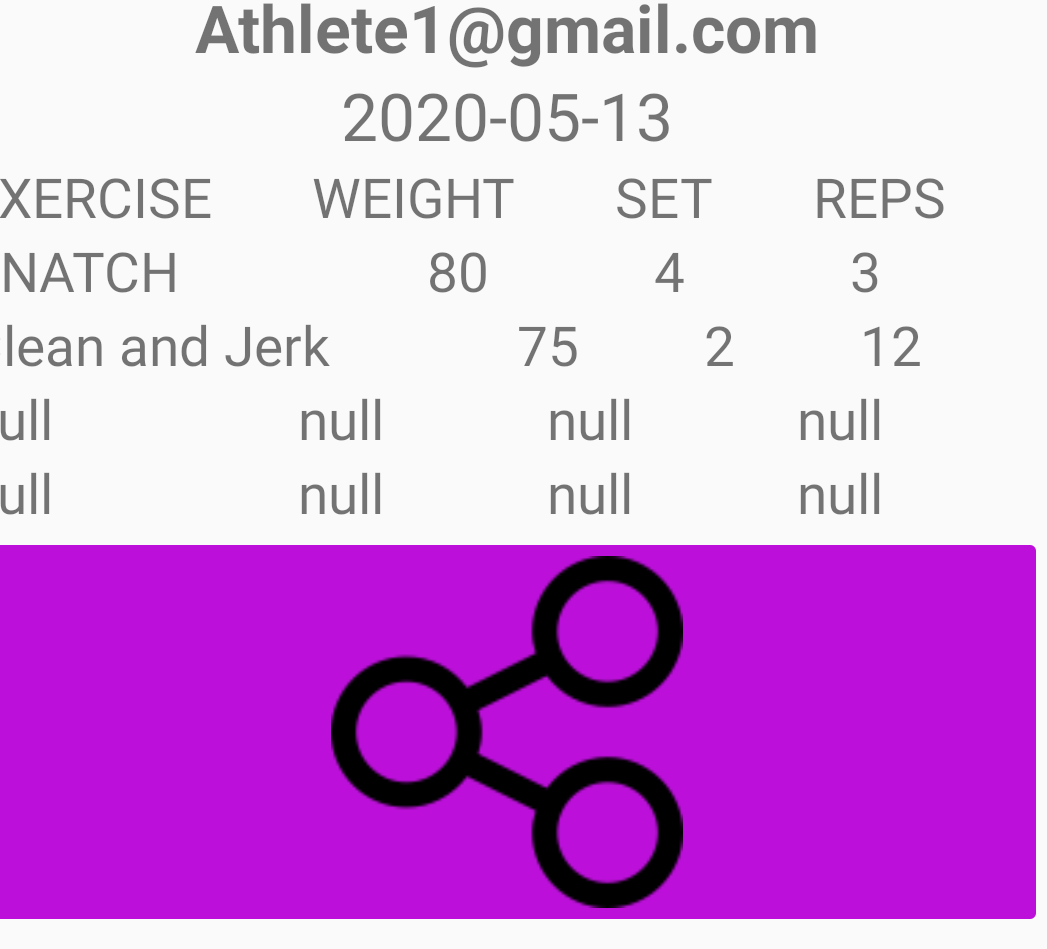 Athlete1@gmail.com
2020-05-13
XERCISE WEIGHT SET REPS
NATCH 80 4 3
lean and Jerk 75 2 12
ull null null null
ull null null null